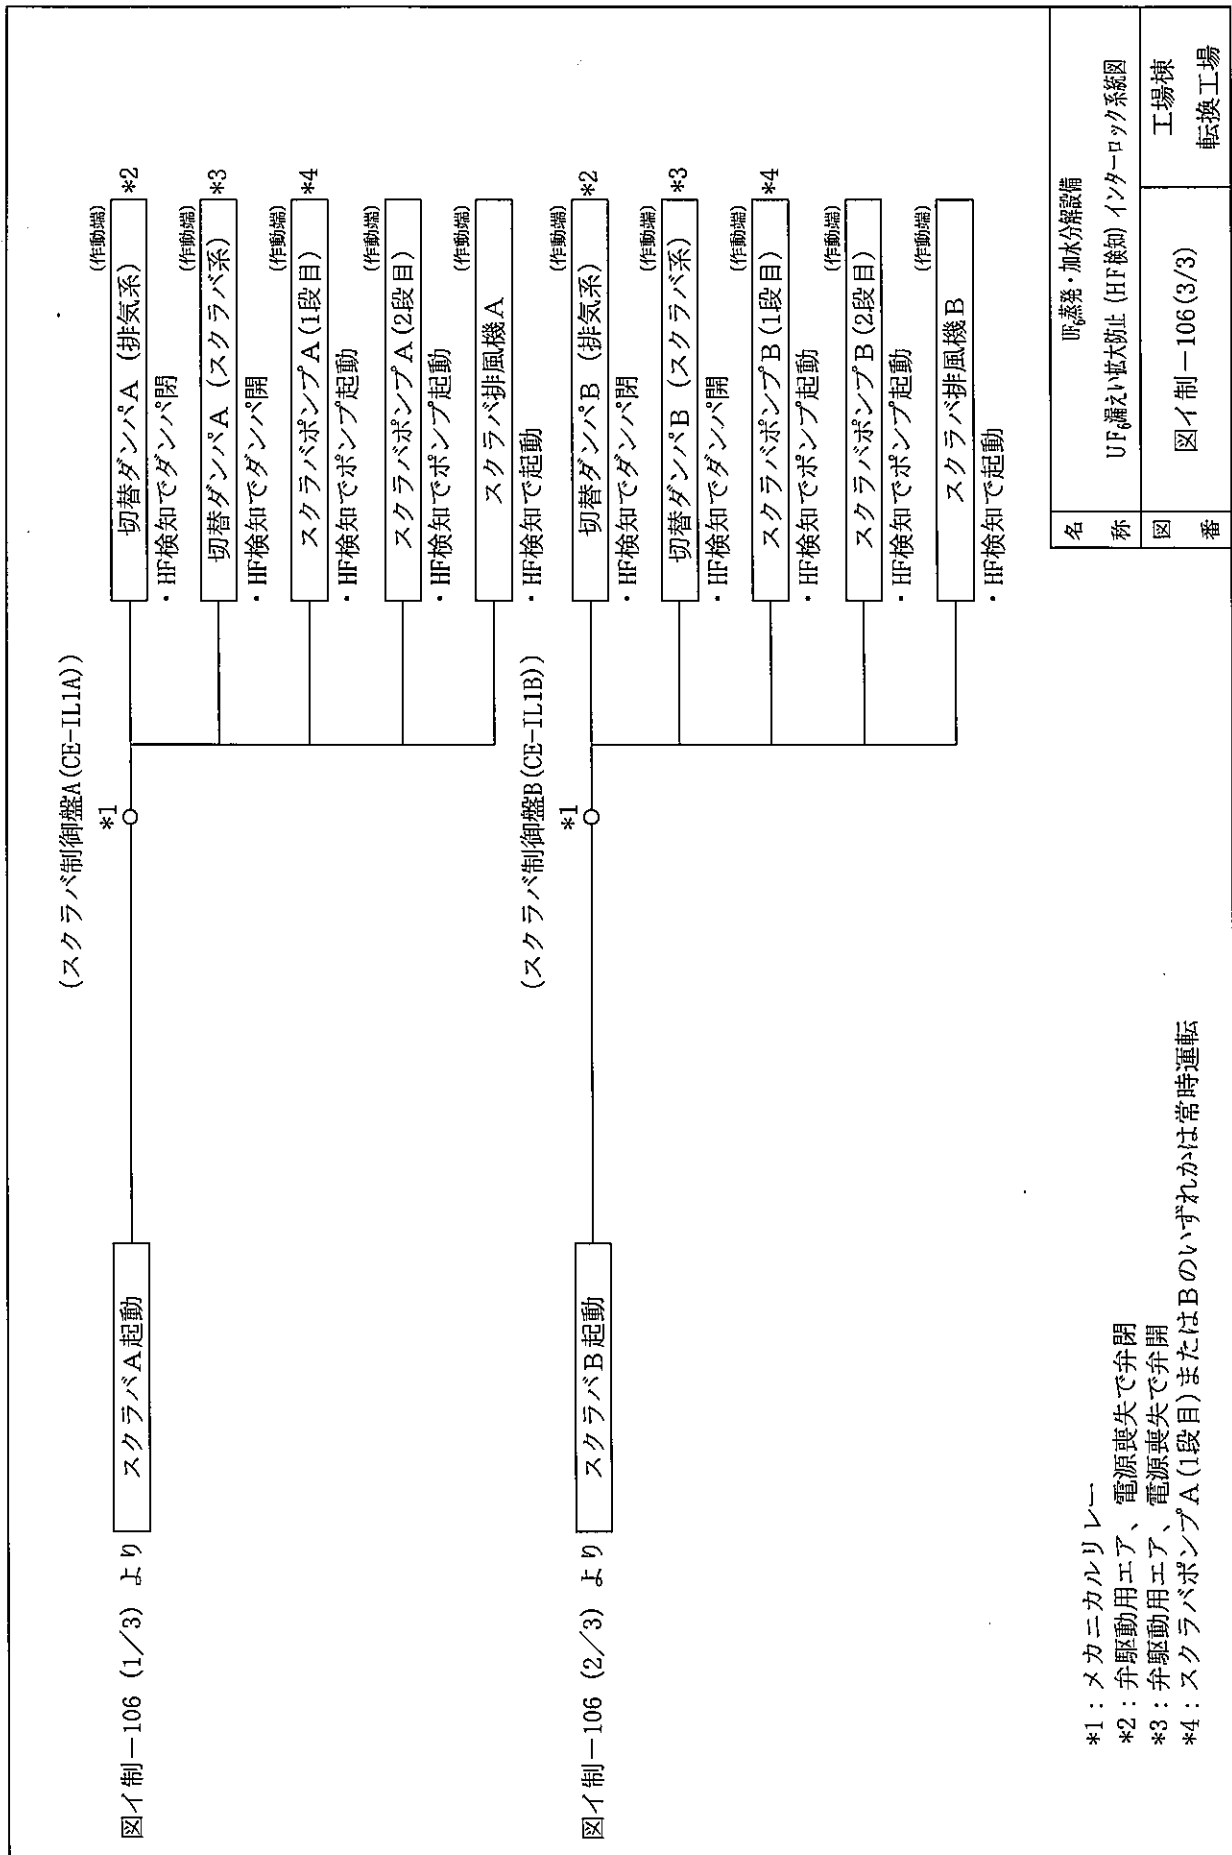 (スクラバ制御盤A(CE-IL1A))
図イ制－106 (1/3) より
スクラバA起動
*1
(作動端)
切替ダンパA (排気系) *2
・HF検知でダンパ閉
(作動端)
切替ダンパA (スクラバ系) *3
・HF検知でダンパ開
(作動端)
スクラバポンプA(1段目) *4
・HF検知でポンプ起動
(作動端)
スクラバポンプA(2段目)
・HF検知でポンプ起動
(作動端)
スクラバ排風機A
・HF検知で起動
(スクラバ制御盤B(CE-IL1B))
図イ制－106 (2/3) より
スクラバB起動
*1
(作動端)
切替ダンパB (排気系) *2
・HF検知でダンパ閉
(作動端)
切替ダンパB (スクラバ系) *3
・HF検知でダンパ開
(作動端)
スクラバポンプB(1段目) *4
・HF検知でポンプ起動
(作動端)
スクラバポンプB(2段目)
・HF検知でポンプ起動
(作動端)
スクラバ排風機B
・HF検知で起動
*1：メカニカルリレー
*2：弁駆動用エア、電源喪失で弁閉
*3：弁駆動用エア、電源喪失で弁開
*4：スクラバポンプA(1段目)またはBのいずれかは常時運転
名称
UF₆蒸発・加水分解設備
UF₆漏えい拡大防止 (HF検知) インターロック系統図
図番
図イ制－106(3/3)
工場棟
転換工場